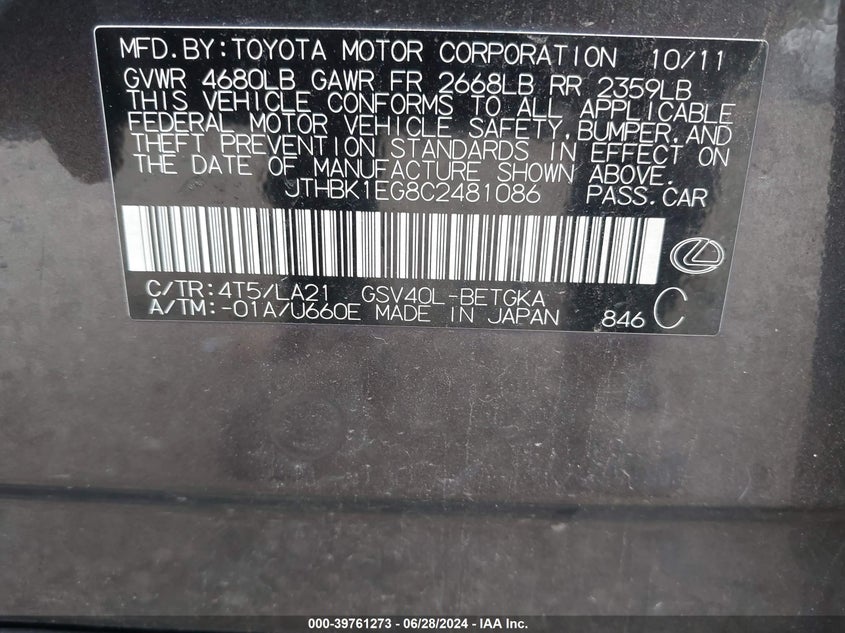 MFD.BY:TOYOTA MOTOR CORPORATION 10/11
GVWR 4680LB GAWR FR 2668LB RR 2359LB
THIS VEHICLE CONFORMS TO ALL APPLICABLE
FEDERAL MOTOR VEHICLE SAFETY,BUMPER,AND
THEFT PREVENTION STANDARDS IN EFFECT ON
THE DATE OF MANUFACTURE SHOWN ABOVE.
JTHBK1EG8C2481086 PASS.CAR
C/TR:4T5/LA21 GSV40L-BETGKA
A/TM:-01A/U660E MADE IN JAPAN 846 C
000-39761273 - 06/28/2024 - IAA Inc.